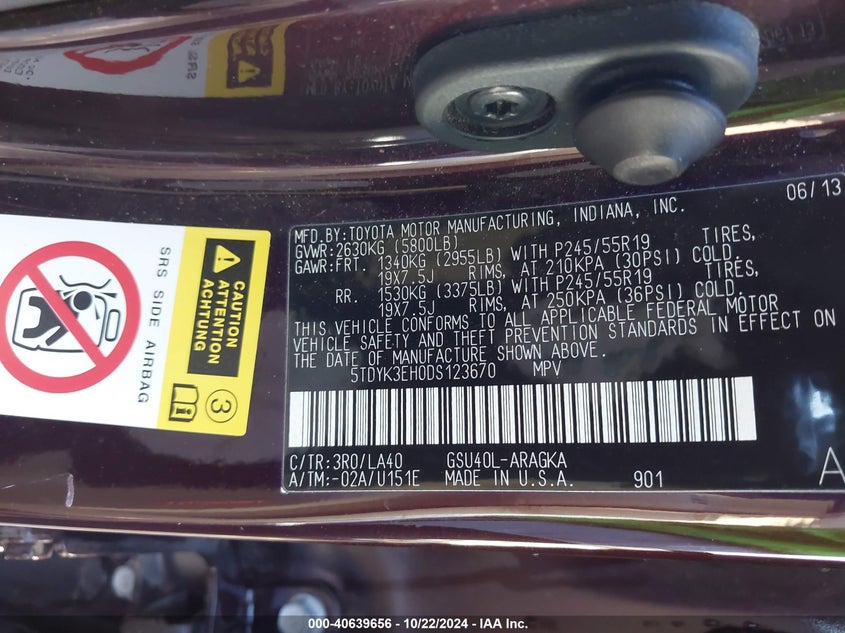 SRS SIDE AIRBAG
CAUTION
ATTENTION
ACHTUNG
3
06/13
MFD.BY:TOYOTA MOTOR MANUFACTURING, INDIANA, INC.
GVWR:2630KG (5800LB)
GAWR:FRT. 1340KG (2955LB) WITH P245/55R19 TIRES,
19X7.5J RIMS, AT 210KPA (30PSI) COLD.
RR. 1530KG (3375LB) WITH P245/55R19 TIRES,
19X7.5J RIMS, AT 250KPA (36PSI) COLD.
THIS VEHICLE CONFORMS TO ALL APPLICABLE FEDERAL MOTOR
VEHICLE SAFETY AND THEFT PREVENTION STANDARDS IN EFFECT ON
THE DATE OF MANUFACTURE SHOWN ABOVE.
5TDYK3EH0DS123670 MPV
C/TR:3R0/LA40 GSU40L-ARAGKA
A/TM:-02A/U151E MADE IN U.S.A. 901
A
000-40639656 - 10/22/2024 - IAA Inc.